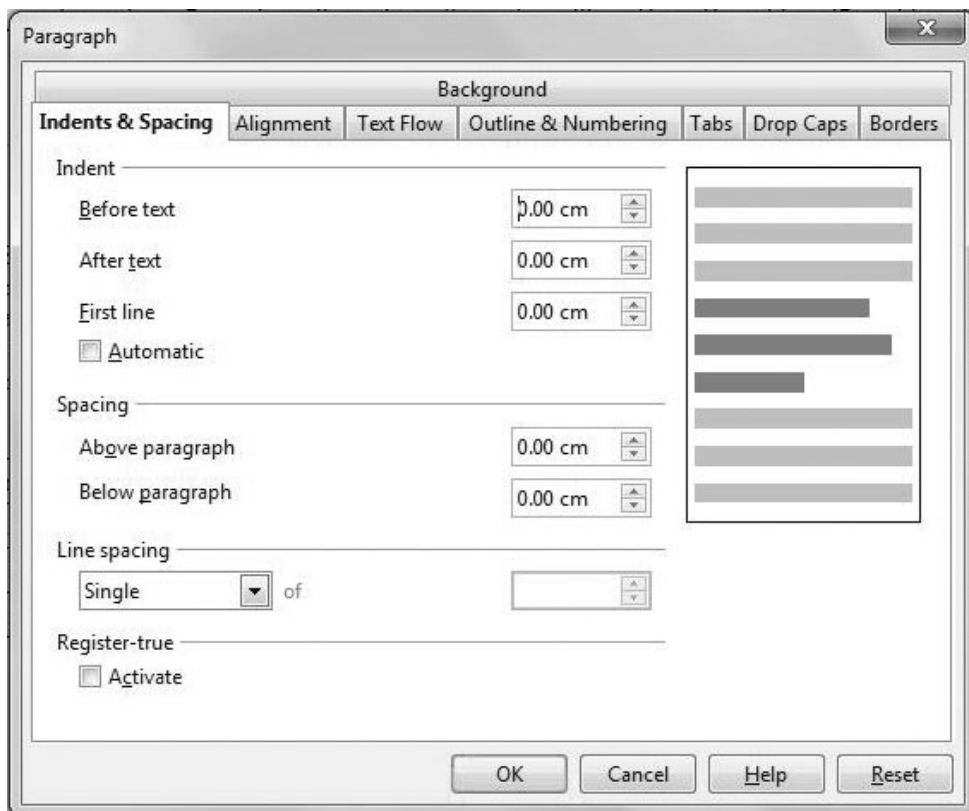 Paragraph
Background
Indents & Spacing Alignment Text Flow Outline & Numbering Tabs Drop Caps Borders
Indent
Before text 0.00 cm
After text 0.00 cm
First line 0.00 cm
Automatic
Spacing
Above paragraph 0.00 cm
Below paragraph 0.00 cm
Line spacing
Single of
Register-true
Activate
OK Cancel Help Reset